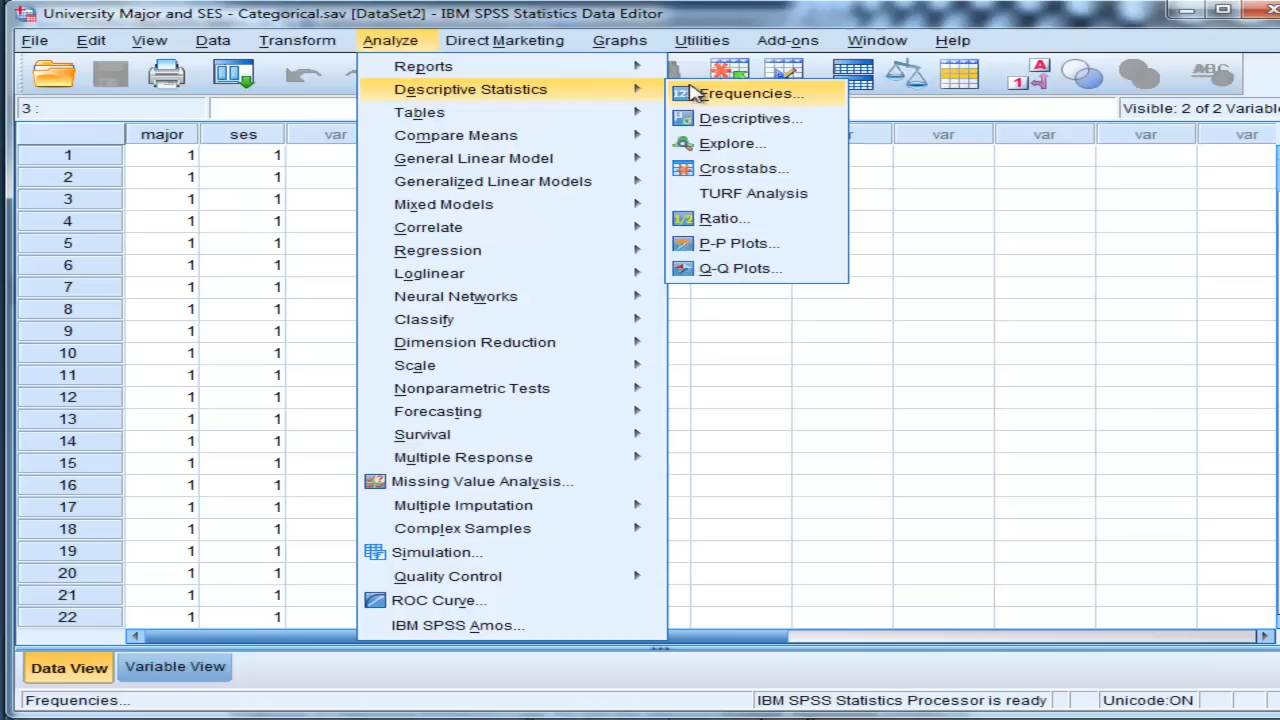 University Major and SES - Categorical.sav [DataSet2] - IBM SPSS Statistics Data Editor
File Edit View Data Transform Analyze Direct Marketing Graphs Utilities Add-ons Window Help
3 :
Visible: 2 of 2 Variable
major ses var var var var var
1 1 1
2 1 1
3 1 1
4 1 1
5 1 1
6 1 1
7 1 1
8 1 1
9 1 1
10 1 1
11 1 1
12 1 1
13 1 1
14 1 1
15 1 1
16 1 1
17 1 1
18 1 1
19 1 1
20 1 1
21 1 1
22 1 1
Reports
Descriptive Statistics
Tables
Compare Means
General Linear Model
Generalized Linear Models
Mixed Models
Correlate
Regression
Loglinear
Neural Networks
Classify
Dimension Reduction
Scale
Nonparametric Tests
Forecasting
Survival
Multiple Response
Missing Value Analysis...
Multiple Imputation
Complex Samples
Simulation...
Quality Control
ROC Curve...
IBM SPSS Amos...
Frequencies...
Descriptives...
Explore...
Crosstabs...
TURF Analysis
Ratio...
P-P Plots...
Q-Q Plots...
Data View Variable View
Frequencies... IBM SPSS Statistics Processor is ready Unicode:ON